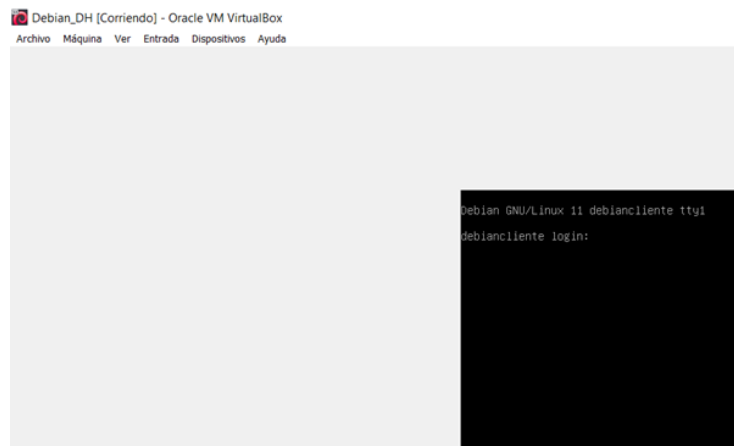 Debian_DH [Corriendo] - Oracle VM VirtualBox
Archivo Máquina Ver Entrada Dispositivos Ayuda
Debian GNU/Linux 11 debiancliente tty1
debiancliente login: